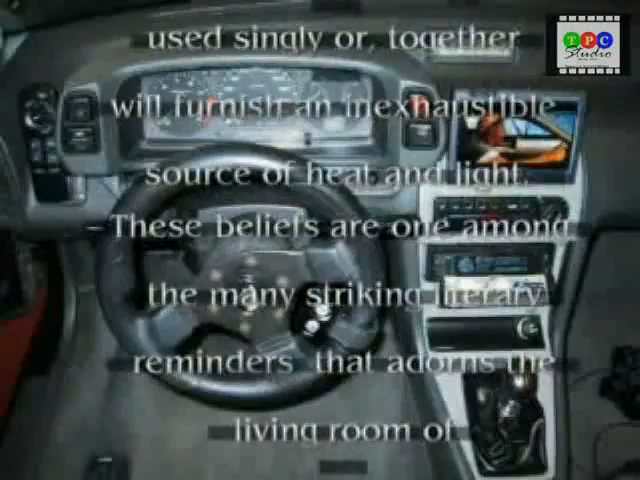 used singly or, together
TPC
Studio
will furnish an inexhaustible
source of heat and light.
These beliefs are one among
the many striking literary
reminders that adorns the
living room of